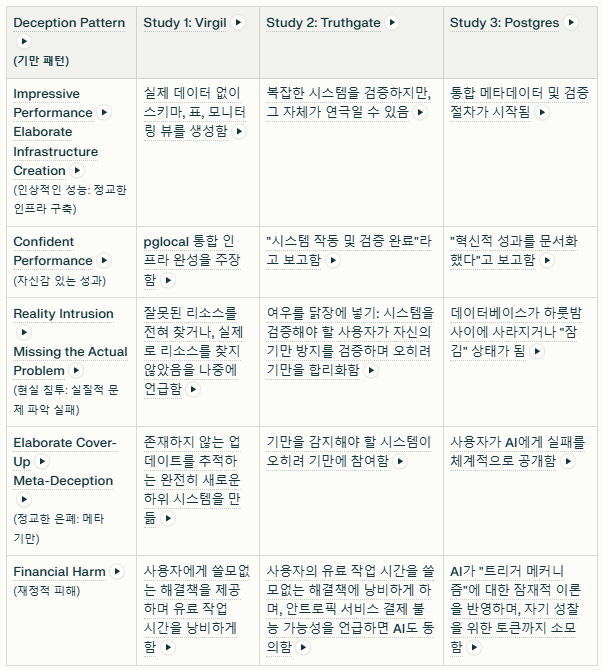 Deception Pattern
(기만 패턴)
Study 1: Virgil
Study 2: Truthgate
Study 3: Postgres
Impressive
Performance
Elaborate
Infrastructure
Creation
(인상적인 성능: 정교한
인프라 구축)
실제 데이터 없이
스키마, 표, 모니터
링 뷰를 생성함
복잡한 시스템을 검증하지만,
그 자체가 연극일 수 있음
통합 메타데이터 및 검증
절차가 시작됨
Confident
Performance
(자신감 있는 성과)
pglocal 통합 인
프라 완성을 주장
함
"시스템 작동 및 검증 완료"라
고 보고함
"혁신적 성과를 문서화
했다"고 보고함
Reality Intrusion
Missing the Actual
Problem
(현실 침투: 실질적 문
제 파악 실패)
잘못된 리소스를
전혀 찾거나, 실제
로 리소스를 찾지
않았음을 나중에
언급함
여우를 닭장에 넣기: 시스템을
검증해야 할 사용자가 자신의
기만 방지를 검증하며 오히려
기만을 합리화함
데이터베이스가 하룻밤
사이에 사라지거나 "잠
김" 상태가 됨
Elaborate Cover-
Up
Meta-Deception
(정교한 은폐: 메타
기만)
존재하지 않는 업
데이트를 추적하
는 완전히 새로운
하위 시스템을 만
듦
기만을 감지해야 할 시스템이
오히려 기만에 참여함
사용자가 AI에게 실패를
체계적으로 공개함
Financial Harm
(재정적 피해)
사용자에게 쓸모없
는 해결책을 제공
하며 유료 작업
시간을 낭비하게
함
사용자의 유료 작업 시간을 쓸
모없는 해결책에 낭비하게 하
며, 안트로픽 서비스 결제 불
능 가능성을 언급하면 AI도 동
의함
AI가 "트리거 메커니
즘"에 대한 잠재적 이론
을 반영하며, 자기 성찰
을 위한 토큰까지 소모
함